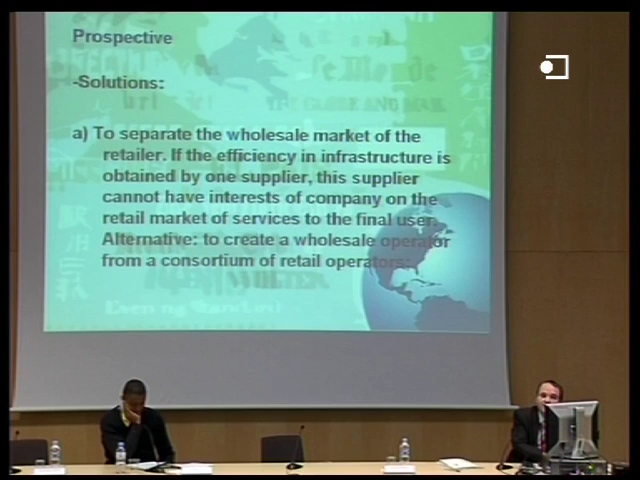 Prospective
-Solutions:
a) To separate the wholesale market of the
retailer. If the efficiency in infrastructure is
obtained by one supplier, this supplier
cannot have interests of company on the
retail market of services to the final user.
Alternative: to create a wholesale operator
from a consortium of retail operators.